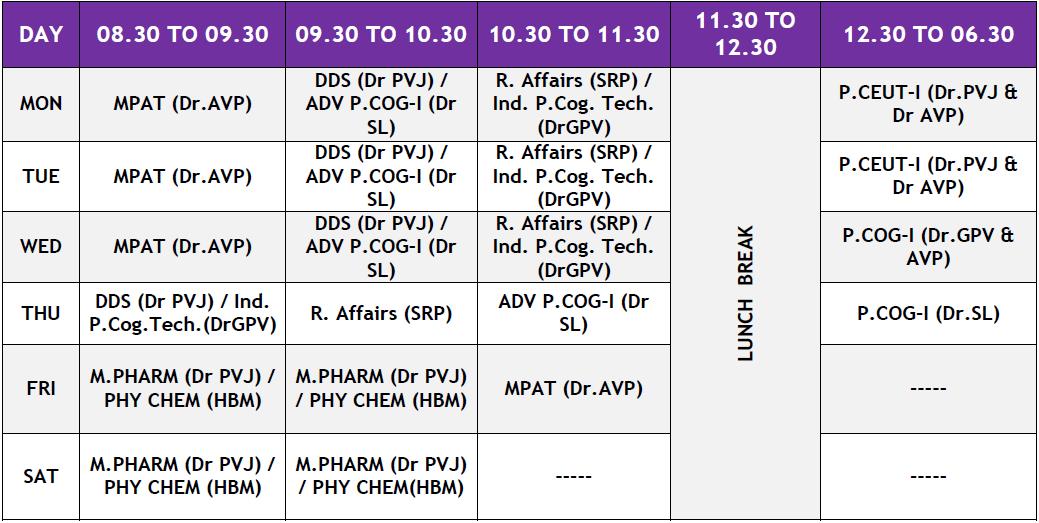 DAY 08.30 TO 09.30 09.30 TO 10.30 10.30 TO 11.30 11.30 TO
12.30 12.30 TO 06.30
MON MPAT (Dr.AVP) DDS (Dr PVJ) /
ADV P.COG-I (Dr
SL) R. Affairs (SRP) /
Ind. P.Cog. Tech.
(DrGPV) P.CEUT-I (Dr.PVJ &
Dr AVP)
TUE MPAT (Dr.AVP) DDS (Dr PVJ) /
ADV P.COG-I (Dr
SL) R. Affairs (SRP) /
Ind. P.Cog. Tech.
(DrGPV) P.CEUT-I (Dr.PVJ &
Dr AVP)
WED MPAT (Dr.AVP) DDS (Dr PVJ) /
ADV P.COG-I (Dr
SL) R. Affairs (SRP) /
Ind. P.Cog. Tech.
(DrGPV) P.COG-I (Dr.GPV &
AVP)
THU DDS (Dr PVJ) / Ind.
P.Cog.Tech.(DrGPV) R. Affairs (SRP) ADV P.COG-I (Dr
SL) P.COG-I (Dr.SL)
FRI M.PHARM (Dr PVJ) /
PHY CHEM (HBM) M.PHARM (Dr PVJ)
/ PHY CHEM (HBM) MPAT (Dr.AVP) -----
SAT M.PHARM (Dr PVJ) /
PHY CHEM (HBM) M.PHARM (Dr PVJ)
/ PHY CHEM(HBM) ----- -----
LUNCH BREAK